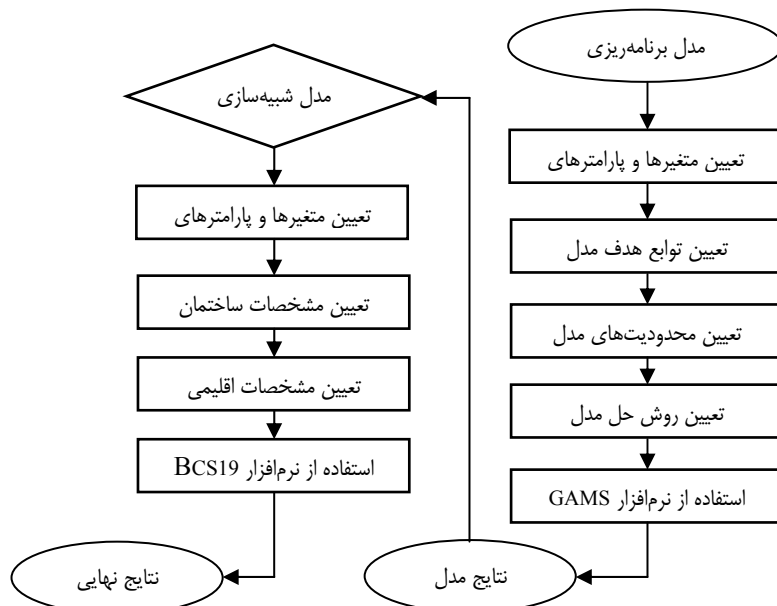 مدل برنامه‌ریزی
تعیین متغیرها و پارامترهای
تعیین توابع هدف مدل
تعیین محدودیت‌های مدل
تعیین روش حل مدل
استفاده از نرم‌افزار GAMS
نتایج مدل
مدل شبیه‌سازی
تعیین متغیرها و پارامترهای
تعیین مشخصات ساختمان
تعیین مشخصات اقلیمی
استفاده از نرم‌افزار BCS19
نتایج نهایی